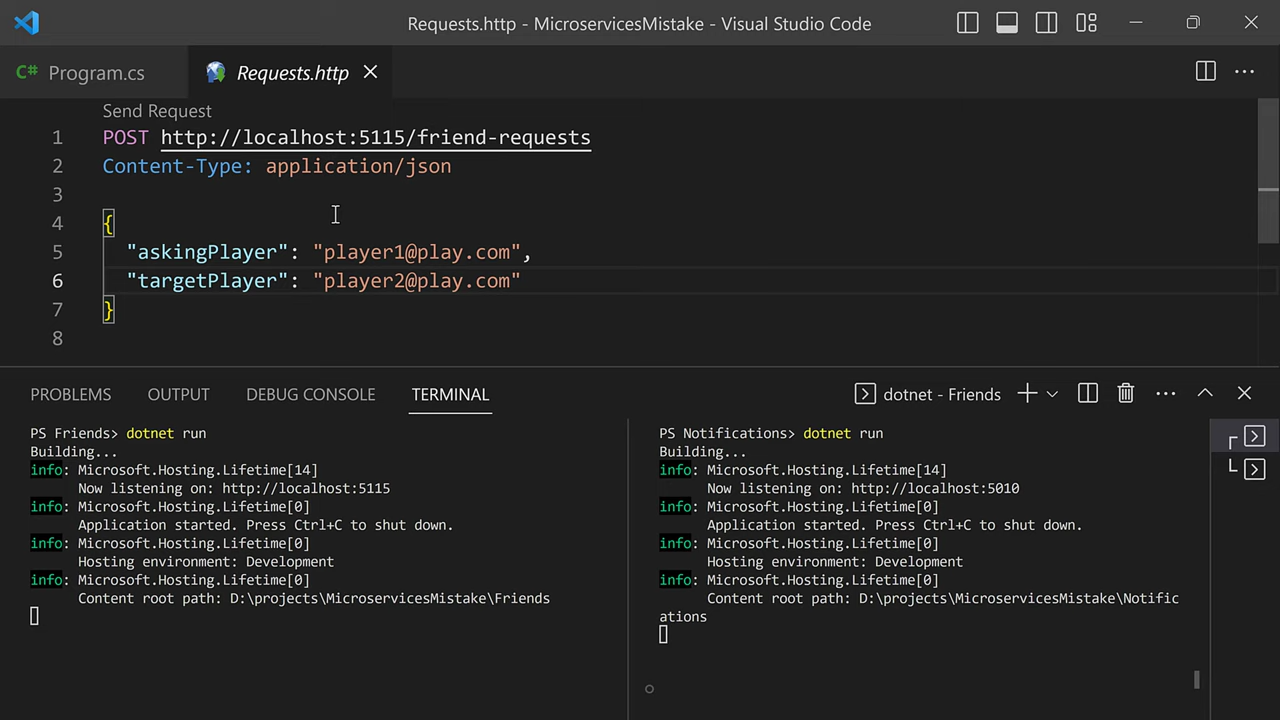 Requests.http - MicroservicesMistake - Visual Studio Code
C# Program.cs
Requests.http
Send Request
1 POST http://localhost:5115/friend-requests
2 Content-Type: application/json
3
4 {
5 "askingPlayer": "player1@play.com",
6 "targetPlayer": "player2@play.com"
7 }
8
PROBLEMS OUTPUT DEBUG CONSOLE TERMINAL
dotnet - Friends
PS Friends> dotnet run
Building...
info: Microsoft.Hosting.Lifetime[14]
Now listening on: http://localhost:5115
info: Microsoft.Hosting.Lifetime[0]
Application started. Press Ctrl+C to shut down.
info: Microsoft.Hosting.Lifetime[0]
Hosting environment: Development
info: Microsoft.Hosting.Lifetime[0]
Content root path: D:\projects\MicroservicesMistake\Friends
PS Notifications> dotnet run
Building...
info: Microsoft.Hosting.Lifetime[14]
Now listening on: http://localhost:5010
info: Microsoft.Hosting.Lifetime[0]
Application started. Press Ctrl+C to shut down.
info: Microsoft.Hosting.Lifetime[0]
Hosting environment: Development
info: Microsoft.Hosting.Lifetime[0]
Content root path: D:\projects\MicroservicesMistake\Notific
ations